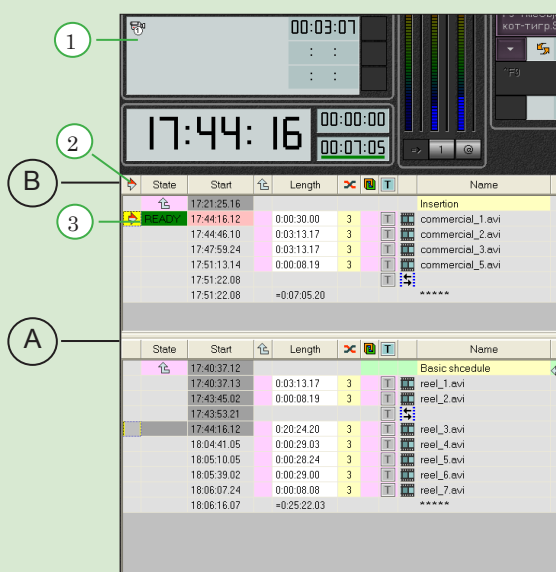 кот-тигр.
00:03:07
: :
: :
1
"F9
17:44:16
00:00:00
00:07:05
1 @
2
B
State Start Length T Name
17:21:25.16 Insertion
3
READY 17:44:16.12 0:00:30.00 3 T commercial_1.avi
17:44:46.10 0:03:13.17 3 T commercial_2.avi
17:47:59.24 0:03:13.17 3 T commercial_3.avi
17:51:13.14 0:00:08.19 3 T commercial_5.avi
17:51:22.08 T
17:51:22.08 =0:07:05.20 *****
A
State Start Length T Name
17:40:37.12 Basic shcedule
17:40:37.13 0:03:13.17 3 T reel_1.avi
17:43:45.02 0:00:08.19 3 T reel_2.avi
17:43:53.21 T
17:44:16.12 0:20:24.20 3 T reel_3.avi
18:04:41.05 0:00:29.03 3 T reel_4.avi
18:05:10.05 0:00:28.24 3 T reel_5.avi
18:05:39.02 0:00:29.00 3 T reel_6.avi
18:06:07.24 0:00:08.08 3 T reel_7.avi
18:06:16.07 =0:25:22.03 *****